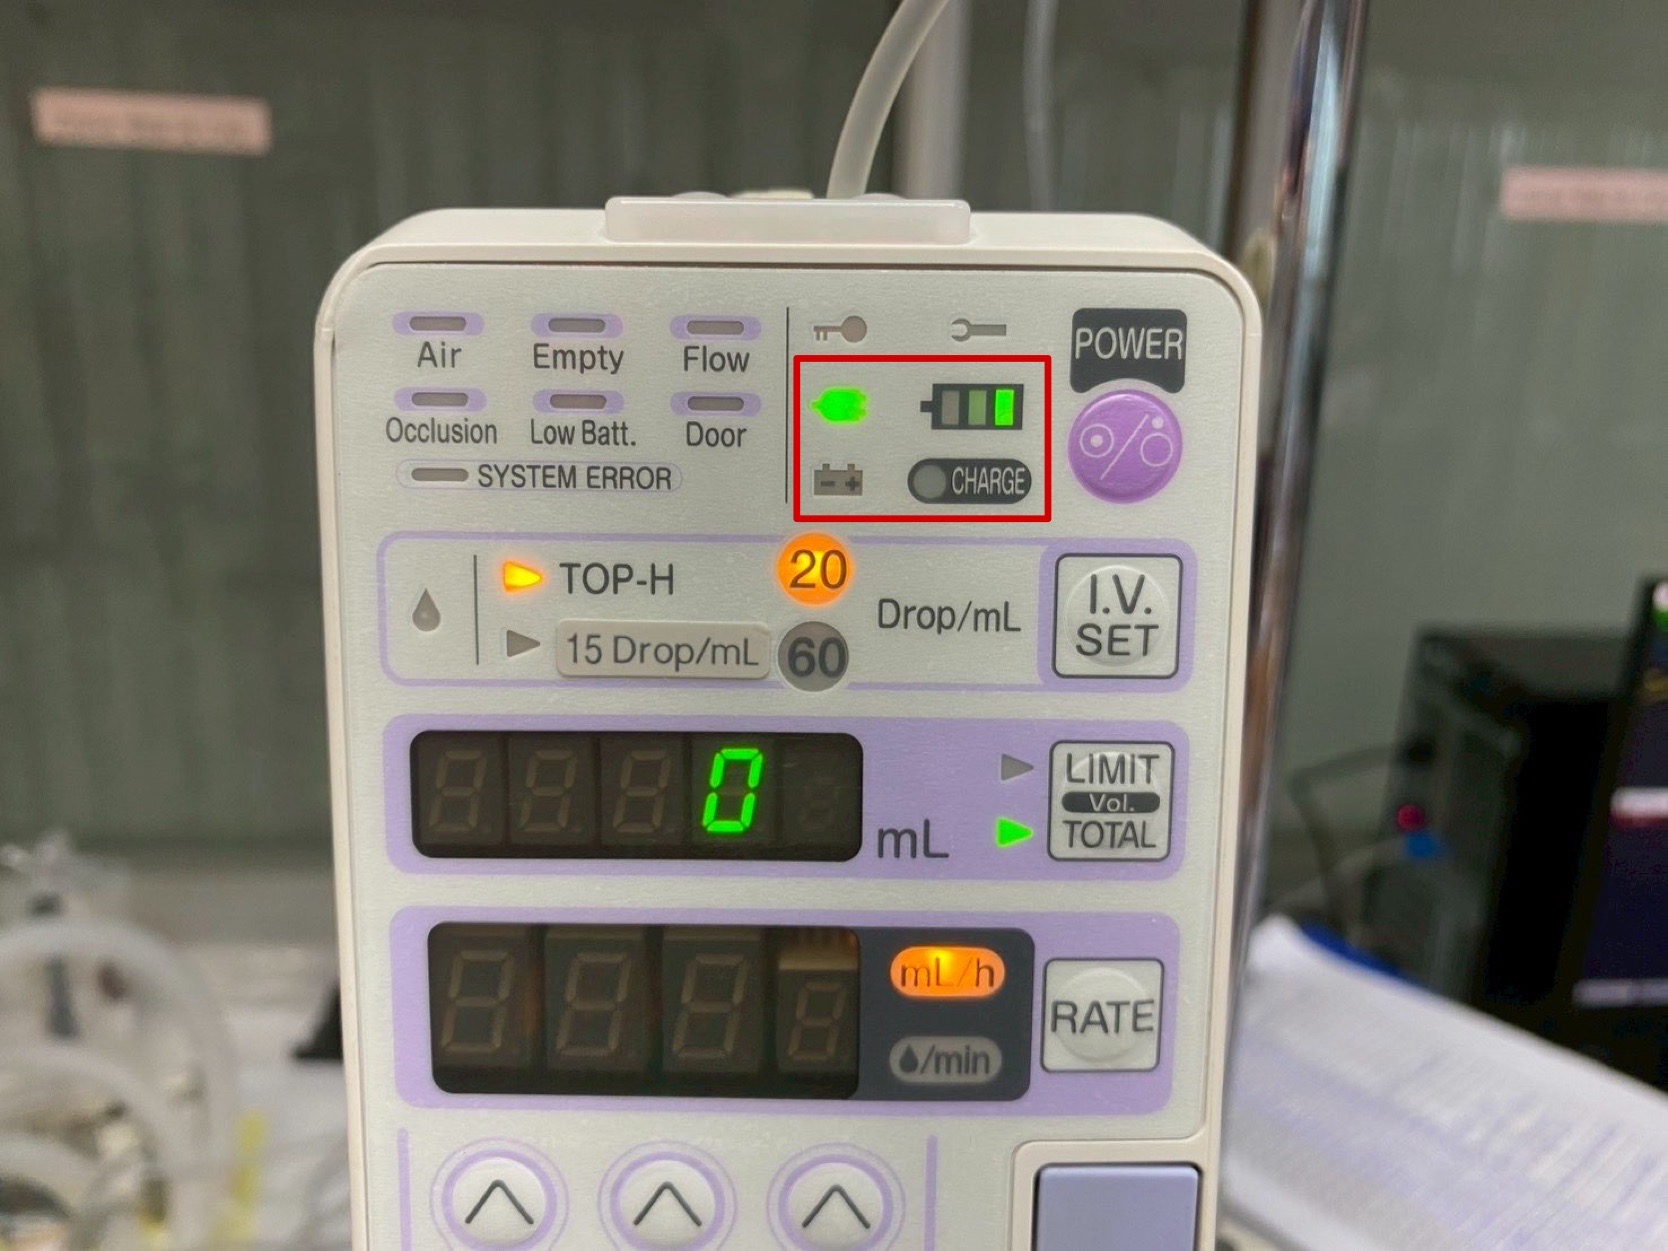 Air Empty Flow
Occlusion Low Batt. Door
SYSTEM ERROR
POWER
CHARGE
TOP-H 20
15 Drop/mL 60
Drop/mL
I.V.
SET
0 mL
LIMIT
Vol.
TOTAL
mL/h
/min
RATE